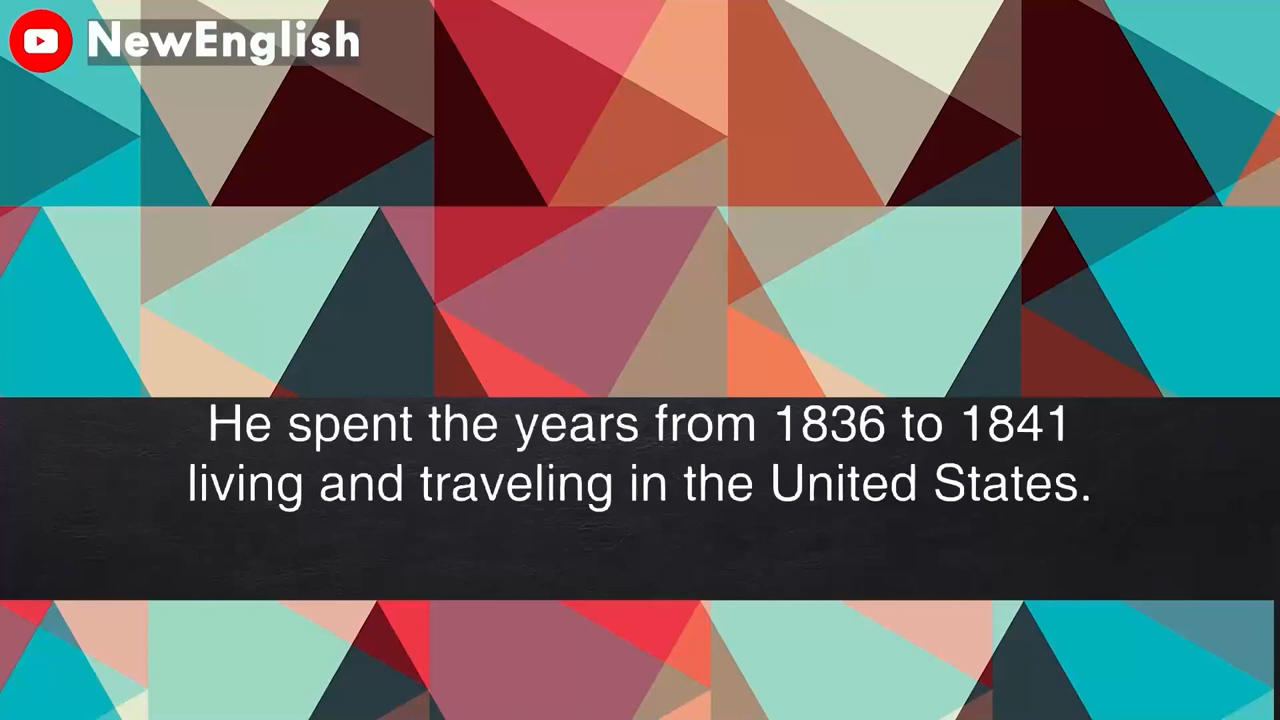 NewEnglish
He spent the years from 1836 to 1841
living and traveling in the United States.